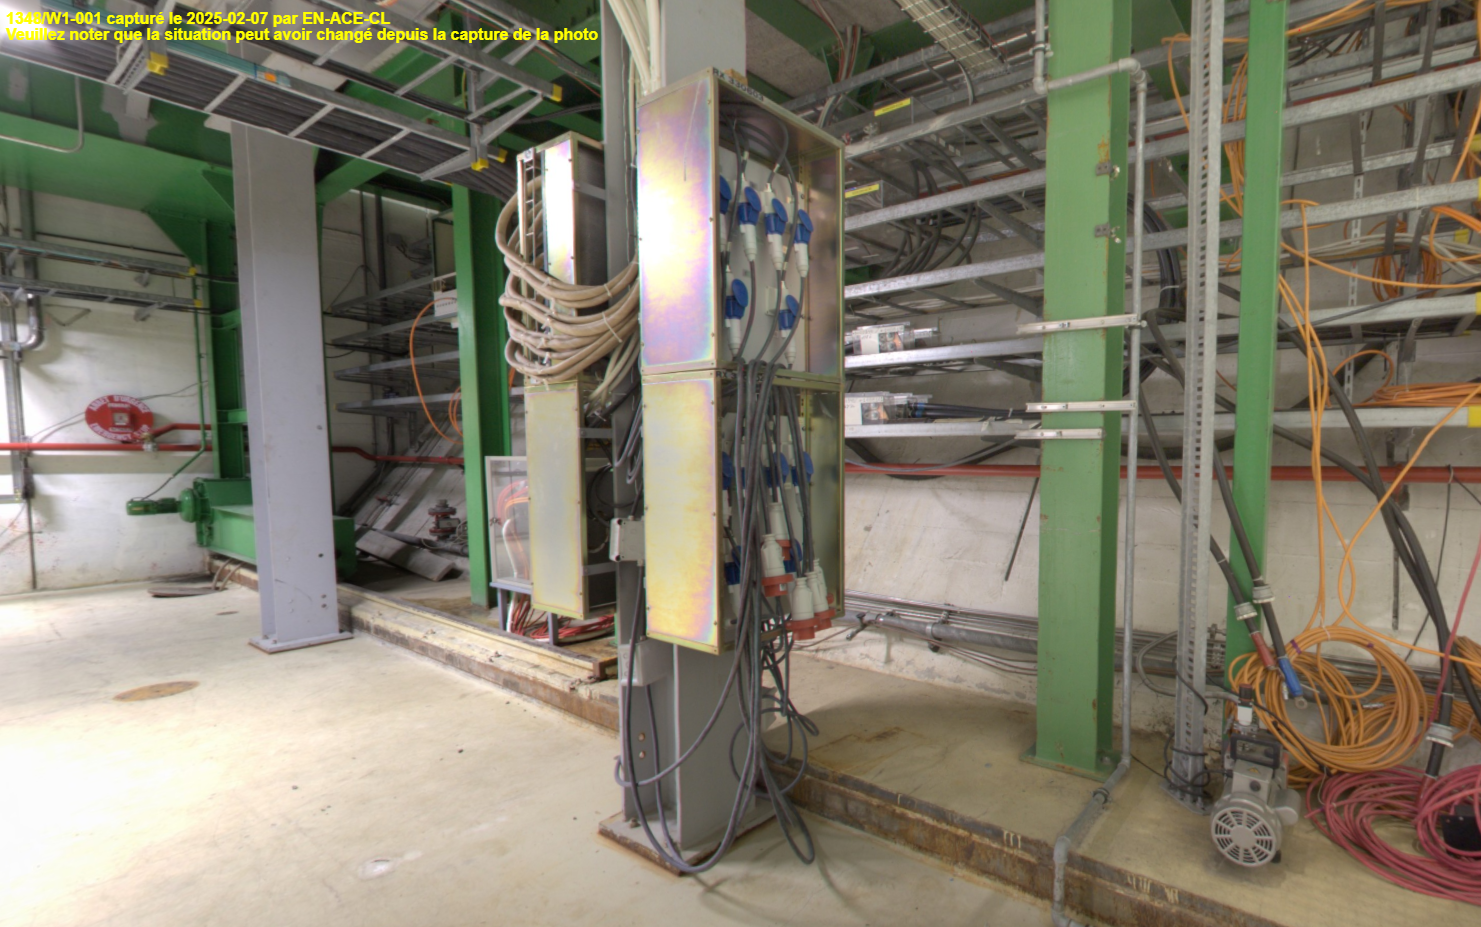 1348/W1-001 capturé le 2025-02-07 par EN-ACE-CL
Veuillez noter que la situation peut avoir changé depuis la capture de la photo